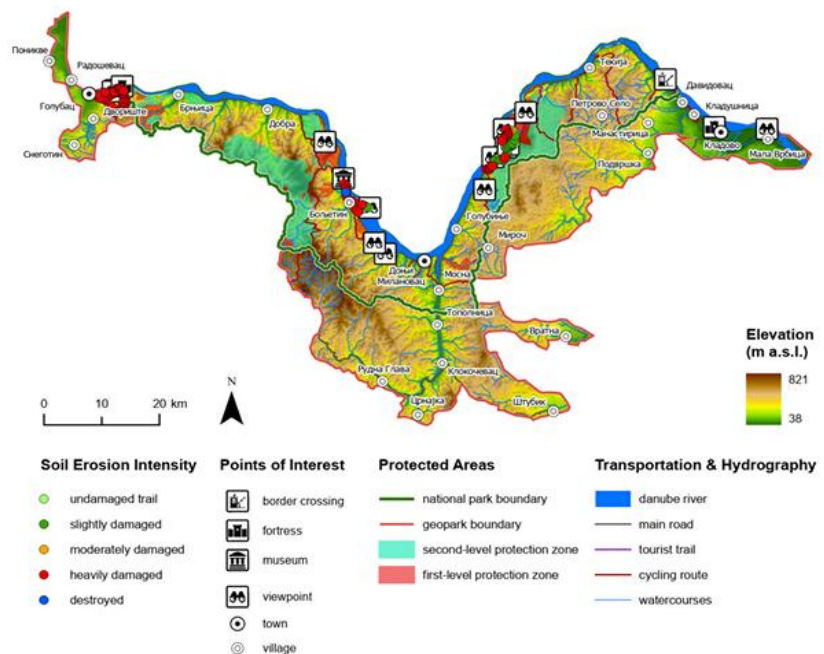 Поникве
Радошевац
Голубац
Двориште
Снеготин
Брњица
Добра
Бољетин
Доњи
Милановац
Мосна
Тополница
Рудна Глава
Црнајка
Клокочевац
Штубик
Вратна
Мироч
Голубиње
Текија
Петрово Село
Манастирица
Подвршка
Давидовац
Кладушница
Кладово
Мала Врбица
Elevation
(m a.s.l.)
821
38
N
0 10 20 km
Soil Erosion Intensity
undamaged trail
slightly damaged
moderately damaged
heavily damaged
destroyed
Points of Interest
border crossing
fortress
museum
viewpoint
town
village
Protected Areas
national park boundary
geopark boundary
second-level protection zone
first-level protection zone
Transportation & Hydrography
danube river
main road
tourist trail
cycling route
watercourses